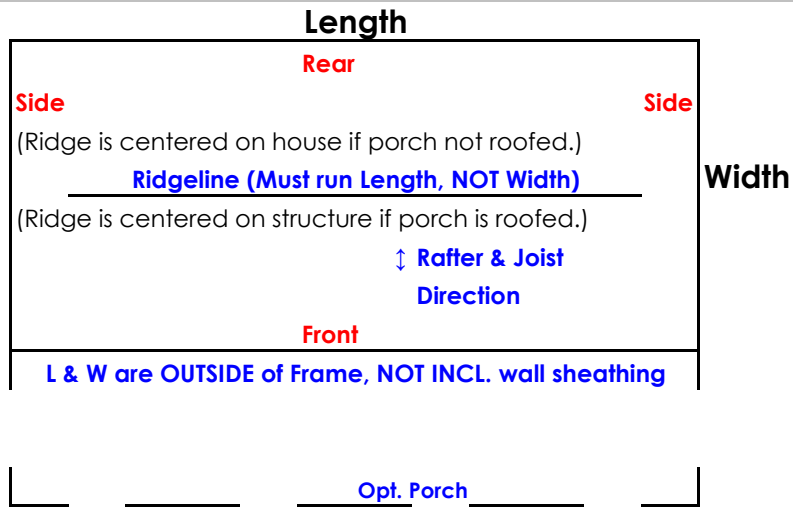 Length
Rear
Side Side
(Ridge is centered on house if porch not roofed.)
Ridgeline (Must run Length, NOT Width)
Width
(Ridge is centered on structure if porch is roofed.)
↕ Rafter & Joist
Direction
Front
L & W are OUTSIDE of Frame, NOT INCL. wall sheathing
Opt. Porch